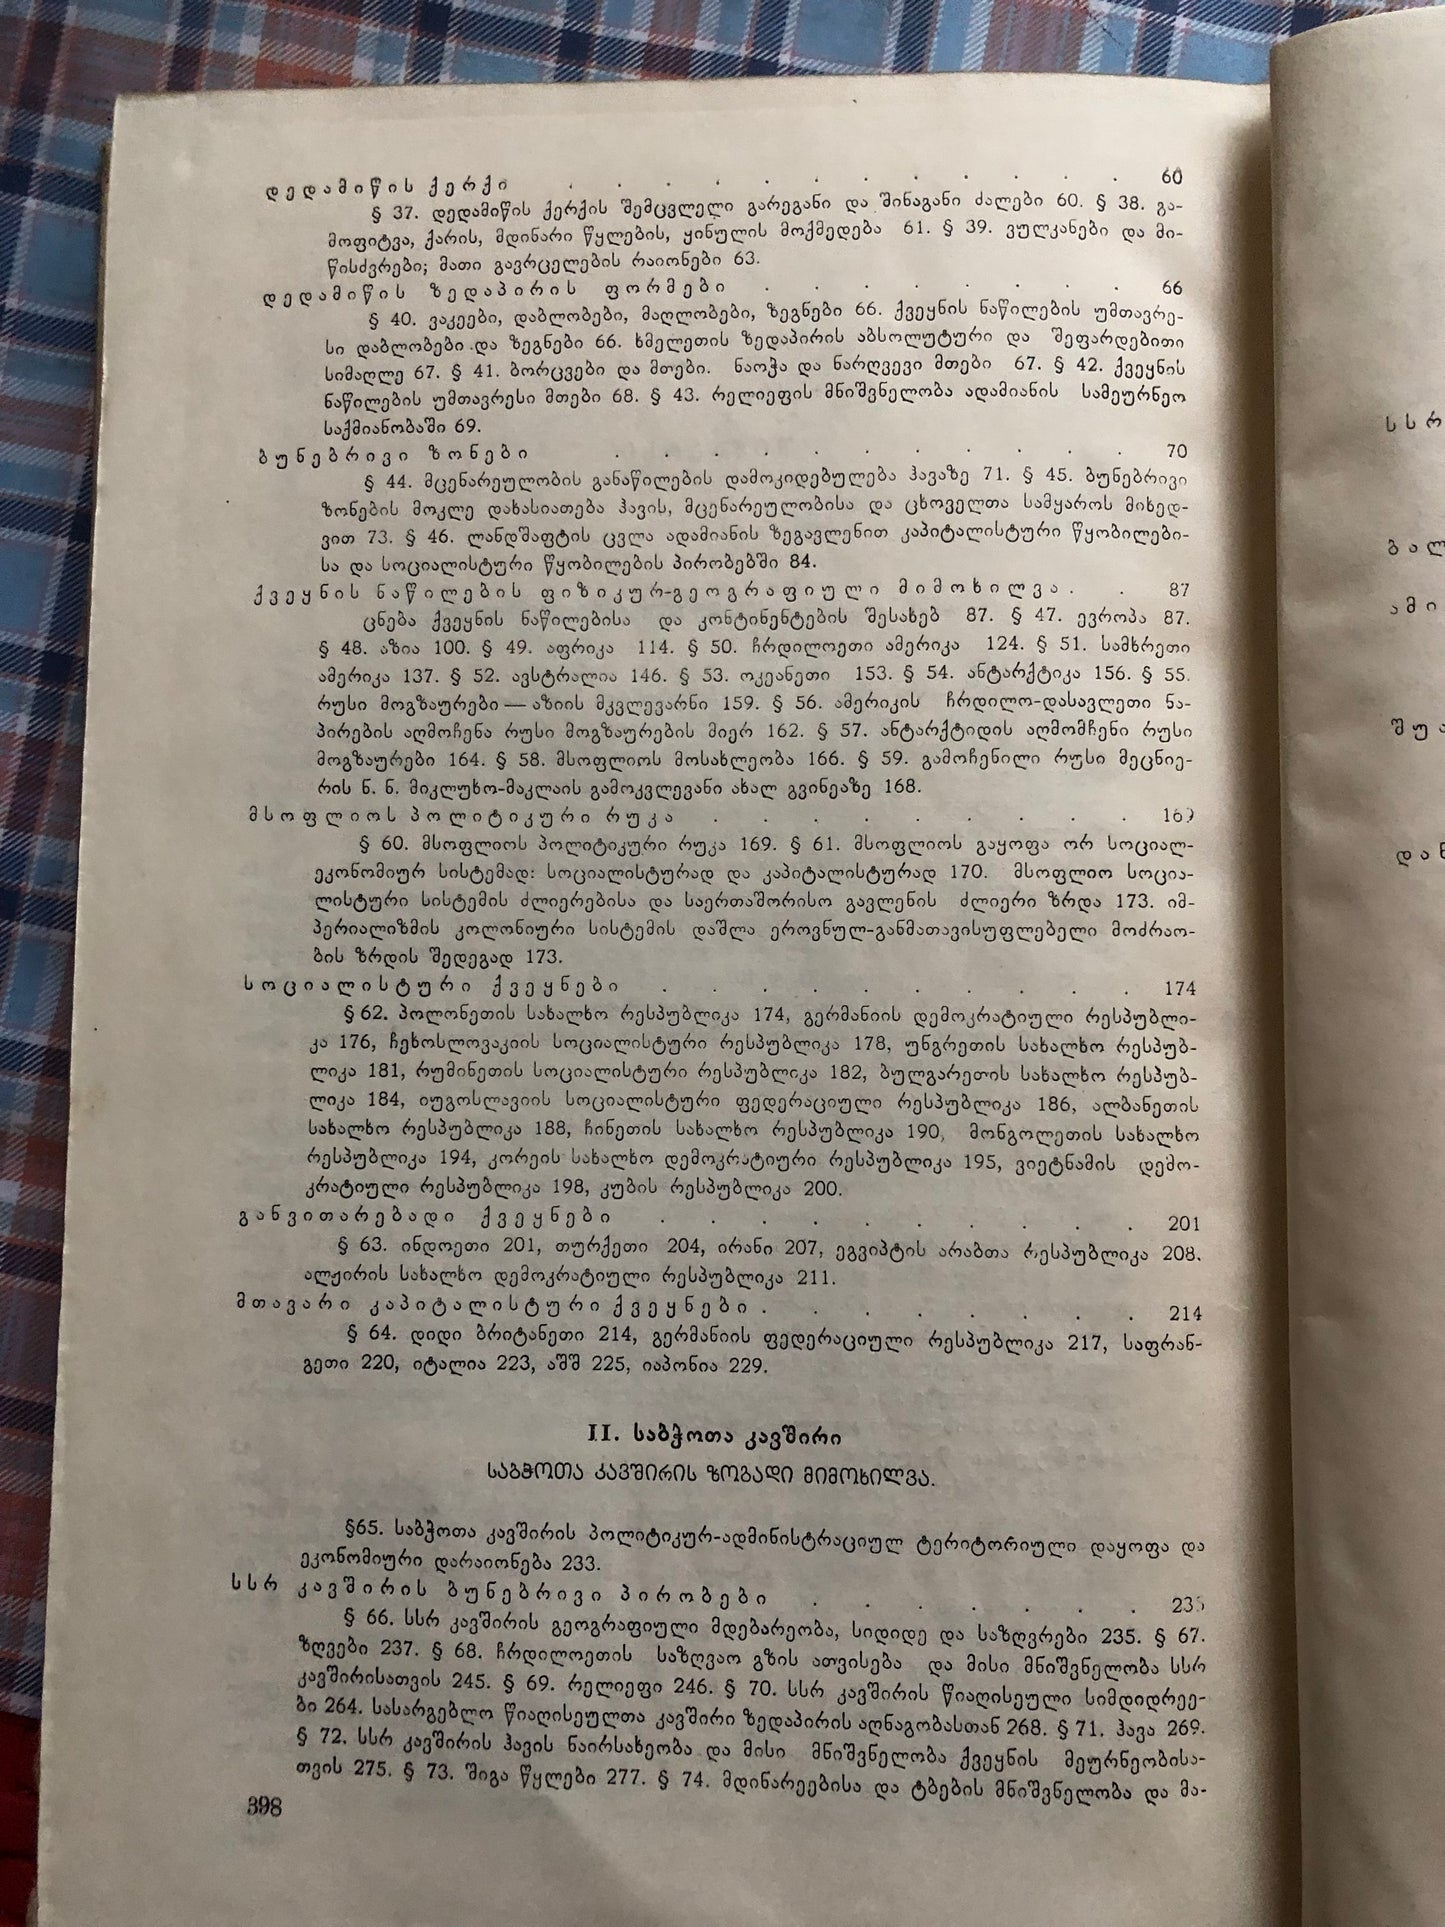 დედამიწის ქერქი . . . . . . . . . . . . 60
§ 37. დედამიწის ქერქის შემცვლელი გარეგანი და შინაგანი ძალები 60. § 38. გა-
მოფიტვა, ქარის, მდინარი წყლების, ყინულის მოქმედება 61. § 39. ვულკანები და მი-
წისძვრები; მათი გავრცელების რაიონები 63.
დედამიწის ზედაპირის ფორმები . . . . . . . . 66
§ 40. ვაკეები, დაბლობები, მაღლობები, ზეგნები 66. ქვეყნის ნაწილების უმთავრე-
სი დაბლობები და ზეგნები 66. ხმელეთის ზედაპირის აბსოლუტური და შეფარდებითი
სიმაღლე 67. § 41. ბორცვები და მთები. ნაოჭა და ნარღვევი მთები 67. § 42. ქვეყნის
ნაწილების უმთავრესი მთები 68. § 43. რელიეფის მნიშვნელობა ადამიანის სამეურნეო
საქმიანობაში 69.
ბუნებრივი ზონები . . . . . . . . . . . 70
§ 44. მცენარეულობის განაწილების დამოკიდებულება ჰავაზე 71. § 45. ბუნებრივი
ზონების მოკლე დახასიათება ჰავის, მცენარეულობისა და ცხოველთა სამყაროს მიხედ-
ვით 73. § 46. ლანდშაფტის ცვლა ადამიანის ზეგავლენით კაპიტალისტური წყობილები-
სა და სოციალისტური წყობილების პირობებში 84.
ქვეყნის ნაწილების ფიზიკურ-გეოგრაფიული მიმოხილვა . . 87
ცნება ქვეყნის ნაწილებისა და კონტინენტების შესახებ 87. § 47. ევროპა 87.
§ 48. აზია 100. § 49. აფრიკა 114. § 50. ჩრდილოეთი ამერიკა 124. § 51. სამხრეთი
ამერიკა 137. § 52. ავსტრალია 146. § 53. ოკეანეთი 153. § 54. ანტარქტიკა 156. § 55.
რუსი მოგზაურები — აზიის მკვლევარნი 159. § 56. ამერიკის ჩრდილო-დასავლეთი ნა-
პირების აღმოჩენა რუსი მოგზაურების მიერ 162. § 57. ანტარქტიდის აღმომჩენი რუსი
მოგზაურები 164. § 58. მსოფლიოს მოსახლეობა 166. § 59. გამოჩენილი რუსი მეცნიე-
რის ნ. ნ. მიკლუხო-მაკლაის გამოკვლევანი ახალ გვინეაზე 168.
მსოფლიოს პოლიტიკური რუკა . . . . . . . . . 169
§ 60. მსოფლიოს პოლიტიკური რუკა 169. § 61. მსოფლიოს გაყოფა ორ სოციალ-
ეკონომიურ სისტემად: სოციალისტურად და კაპიტალისტურად 170. მსოფლიო სოცია-
ლისტური სისტემის ძლიერებისა და საერთაშორისო გავლენის ძლიერი ზრდა 173. იმ-
პერიალიზმის კოლონიური სისტემის დაშლა ეროვნულ-განმათავისუფლებელი მოძრაო-
ბის ზრდის შედეგად 173.
სოციალისტური ქვეყნები . . . . . . . . . . 174
§ 62. პოლონეთის სახალხო რესპუბლიკა 174, გერმანიის დემოკრატიული რესპუბლი-
კა 176, ჩეხოსლოვაკიის სოციალისტური რესპუბლიკა 178, უნგრეთის სახალხო რესპუბ-
ლიკა 181, რუმინეთის სოციალისტური რესპუბლიკა 182, ბულგარეთის სახალხო რესპუბ-
ლიკა 184, იუგოსლავიის სოციალისტური ფედერაციული რესპუბლიკა 186, ალბანეთის
სახალხო რესპუბლიკა 188, ჩინეთის სახალხო რესპუბლიკა 190, მონგოლეთის სახალხო
რესპუბლიკა 194, კორეის სახალხო დემოკრატიური რესპუბლიკა 195, ვიეტნამის დემო-
კრატიული რესპუბლიკა 198, კუბის რესპუბლიკა 200.
განვითარებადი ქვეყნები . . . . . . . . . . 201
§ 63. ინდოეთი 201, თურქეთი 204, ირანი 207, ეგვიპტის არაბთა რესპუბლიკა 208.
ალჟირის სახალხო დემოკრატიული რესპუბლიკა 211.
მთავარი კაპიტალისტური ქვეყნები . . . . . . 214
§ 64. დიდი ბრიტანეთი 214, გერმანიის ფედერაციული რესპუბლიკა 217, საფრან-
გეთი 220, იტალია 223, აშშ 225, იაპონია 229.
II. საბჭოთა კავშირი
საბჭოთა კავშირის ზოგადი მიმოხილვა.
§65. საბჭოთა კავშირის პოლიტიკურ-ადმინისტრაციულ ტერიტორიული დაყოფა და
ეკონომიური დარაიონება 233.
სსრ კავშირის ბუნებრივი პირობები . . . . . . . 235
§ 66. სსრ კავშირის გეოგრაფიული მდებარეობა, სიდიდე და საზღვრები 235. § 67.
ზღვები 237. § 68. ჩრდილოეთის საზღვაო გზის ათვისება და მისი მნიშვნელობა სსრ
კავშირისათვის 245. § 69. რელიეფი 246. § 70. სსრ კავშირის წიაღისეული სიმდიდრეე-
ბი 264. სასარგებლო წიაღისეულთა კავშირი ზედაპირის აღნაგობასთან 268. § 71. ჰავა 269.
§ 72. სსრ კავშირის ჰავის ნაირსახეობა და მისი მნიშვნელობა ქვეყნის მეურნეობისა-
თვის 275. § 73. შიგა წყლები 277. § 74. მდინარეებისა და ტბების მნიშვნელობა და მა-
398
სსრ
ბალ
ამი
შუა
დან